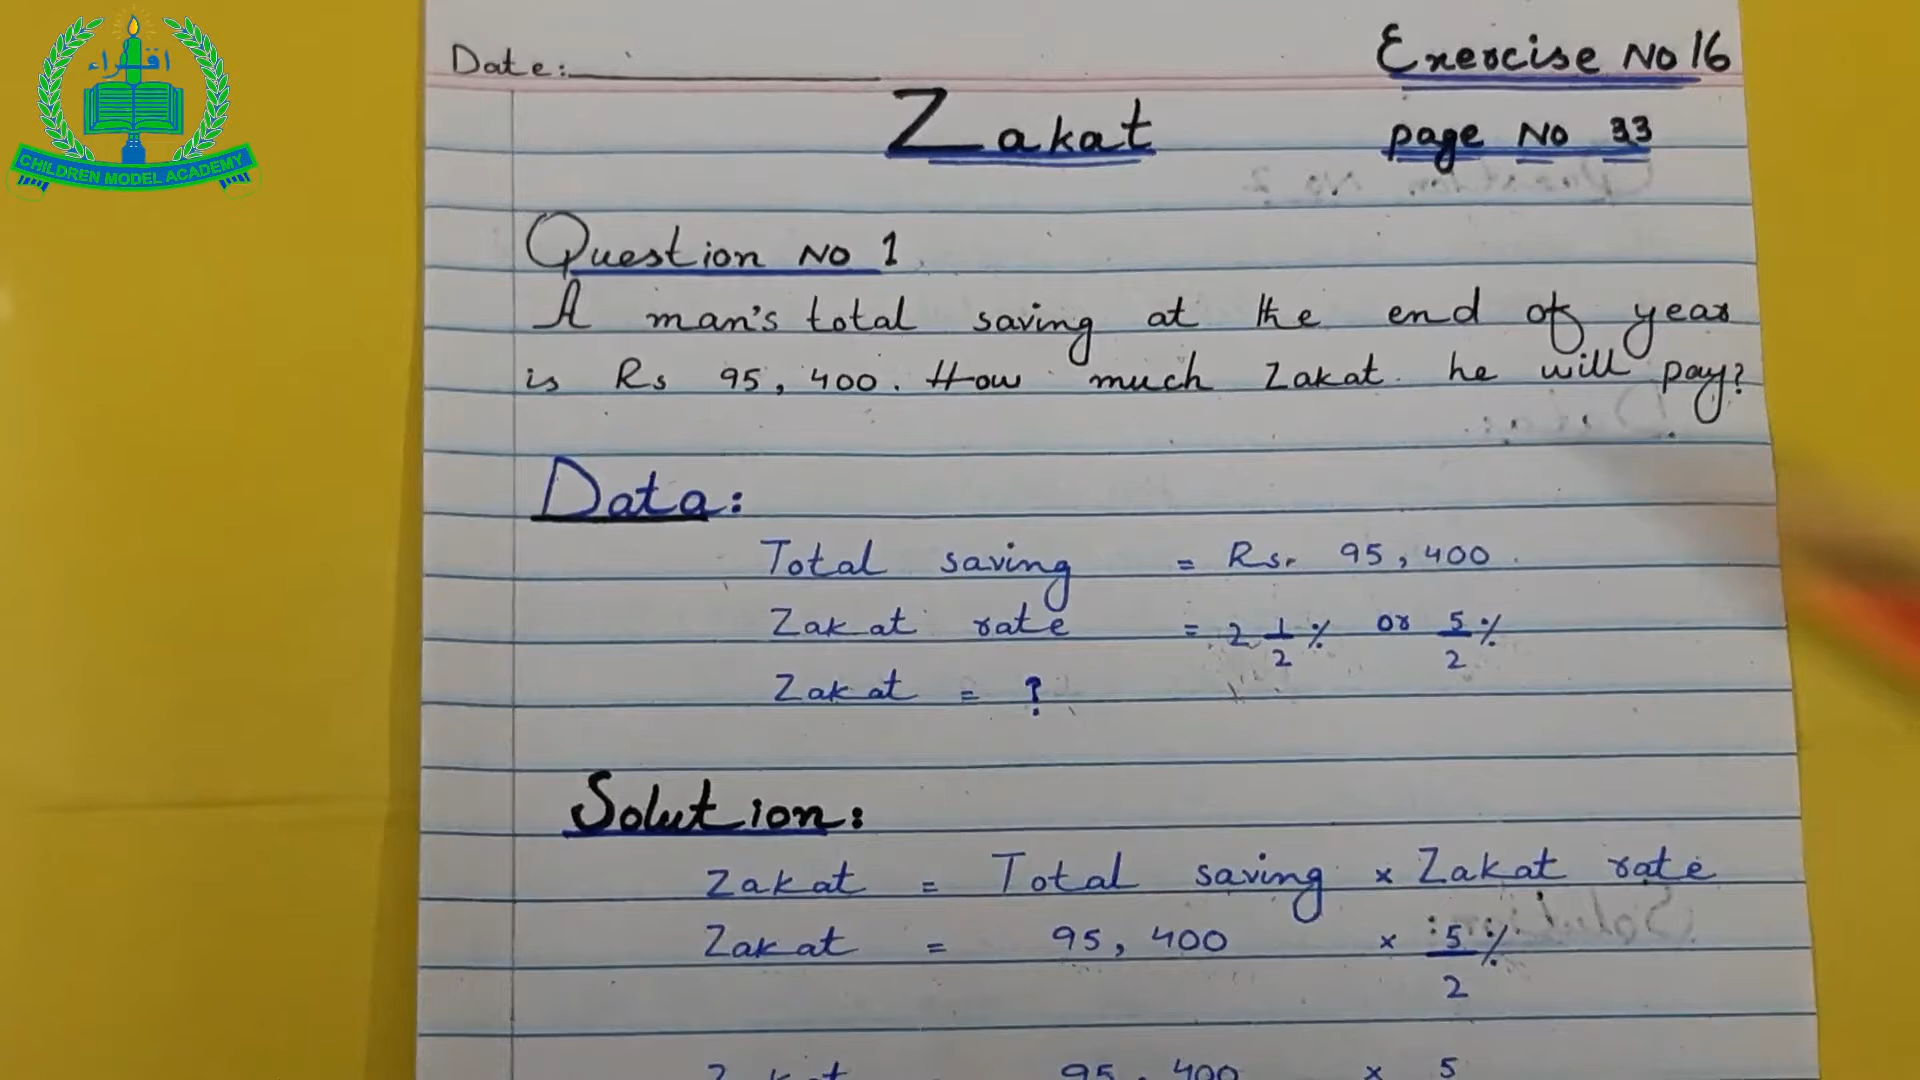 اقراء
CHILDREN MODEL ACADEMY
Date:
Exercise No 16
Zakat
page No 33
Question No 1
A man's total saving at the end of year
is Rs 95,400. How much Zakat he will pay?
Data:
Total saving = Rs. 95,400.
Zakat rate = 2 1/2 % or 5/2 %
Zakat = ?
Solution:
Zakat = Total saving × Zakat rate
Zakat = 95,400 × 5/2 %
95,400 × 5